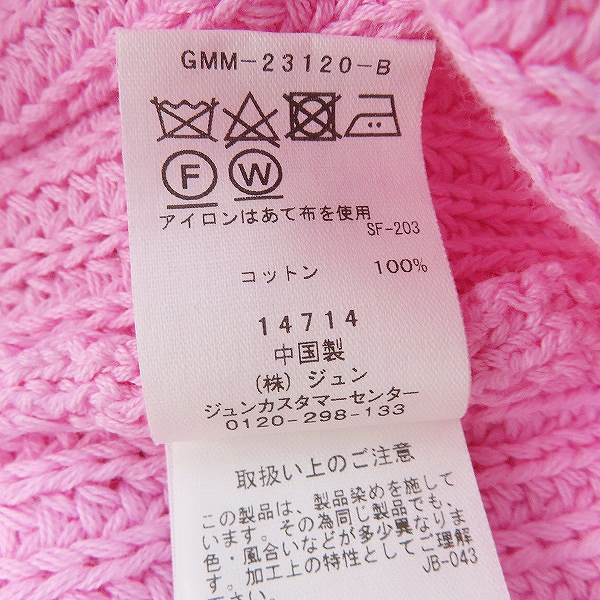 GMM-23120-B
F W
アイロンはあて布を使用
SF-203
コットン 100%
14714
中国製
(株) ジュン
ジュンカスタマーセンター
0120-298-133
取扱い上のご注意
この製品は、製品染めを施して
います。その為同じ製品でも、
色・風合いなどが多少異なりま
す。加工上の特性としてご理解
下さい。
JB-043